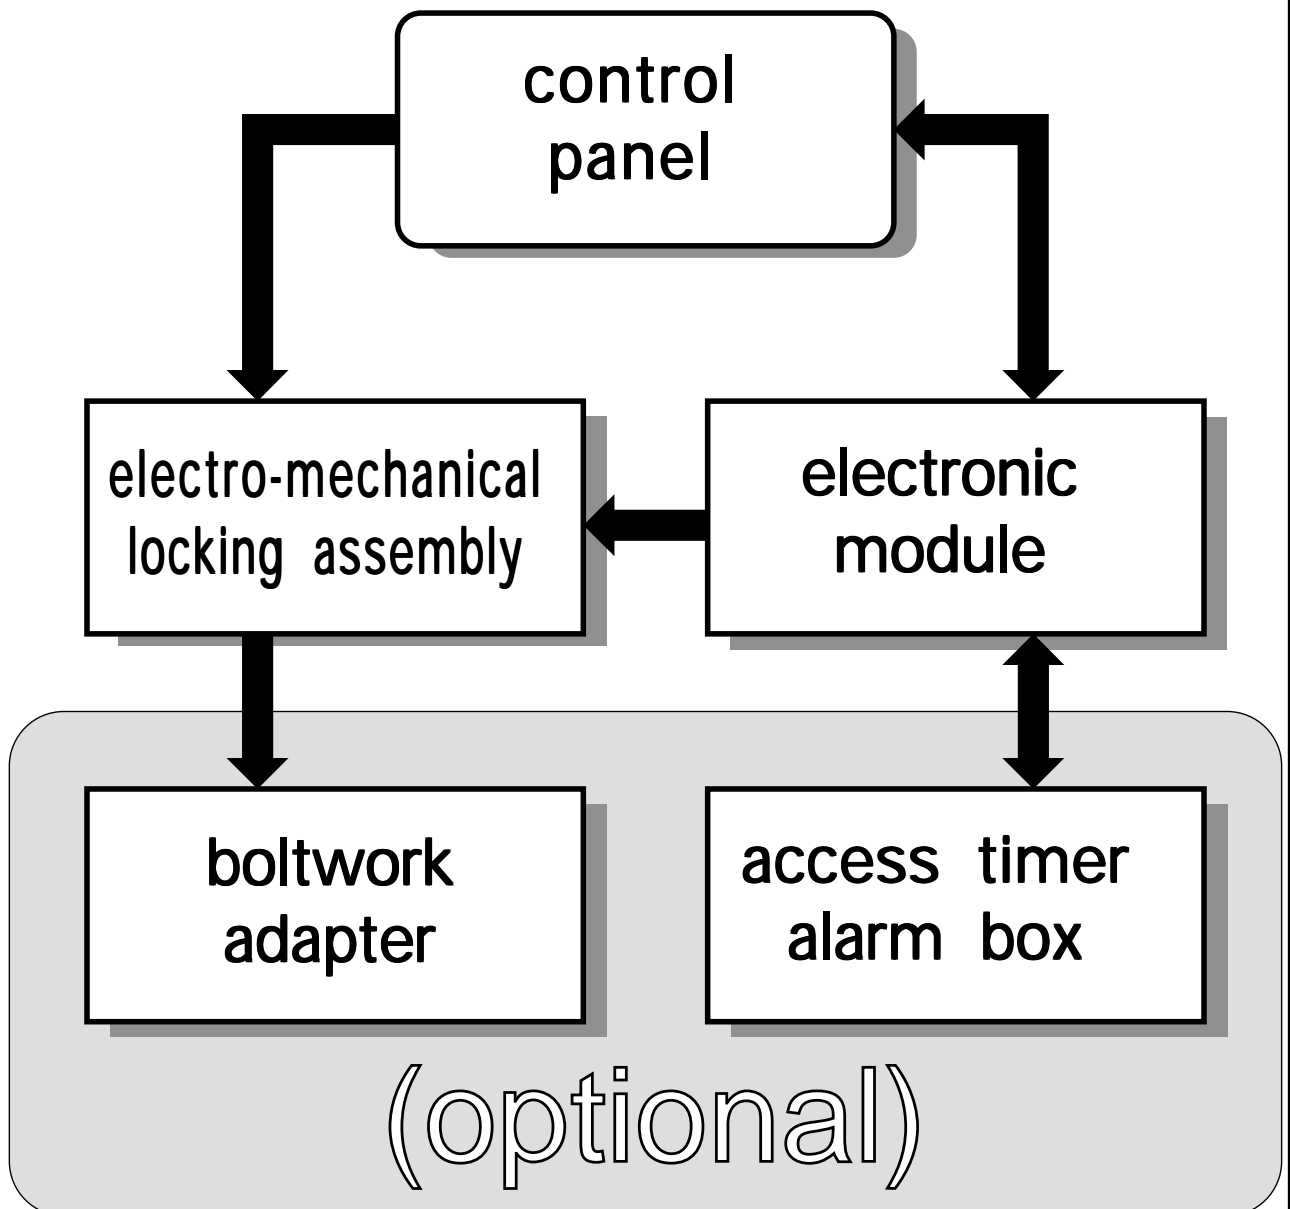 control
panel
electro-mechanical
locking assembly
electronic
module
boltwork
adapter
access timer
alarm box
(optional)